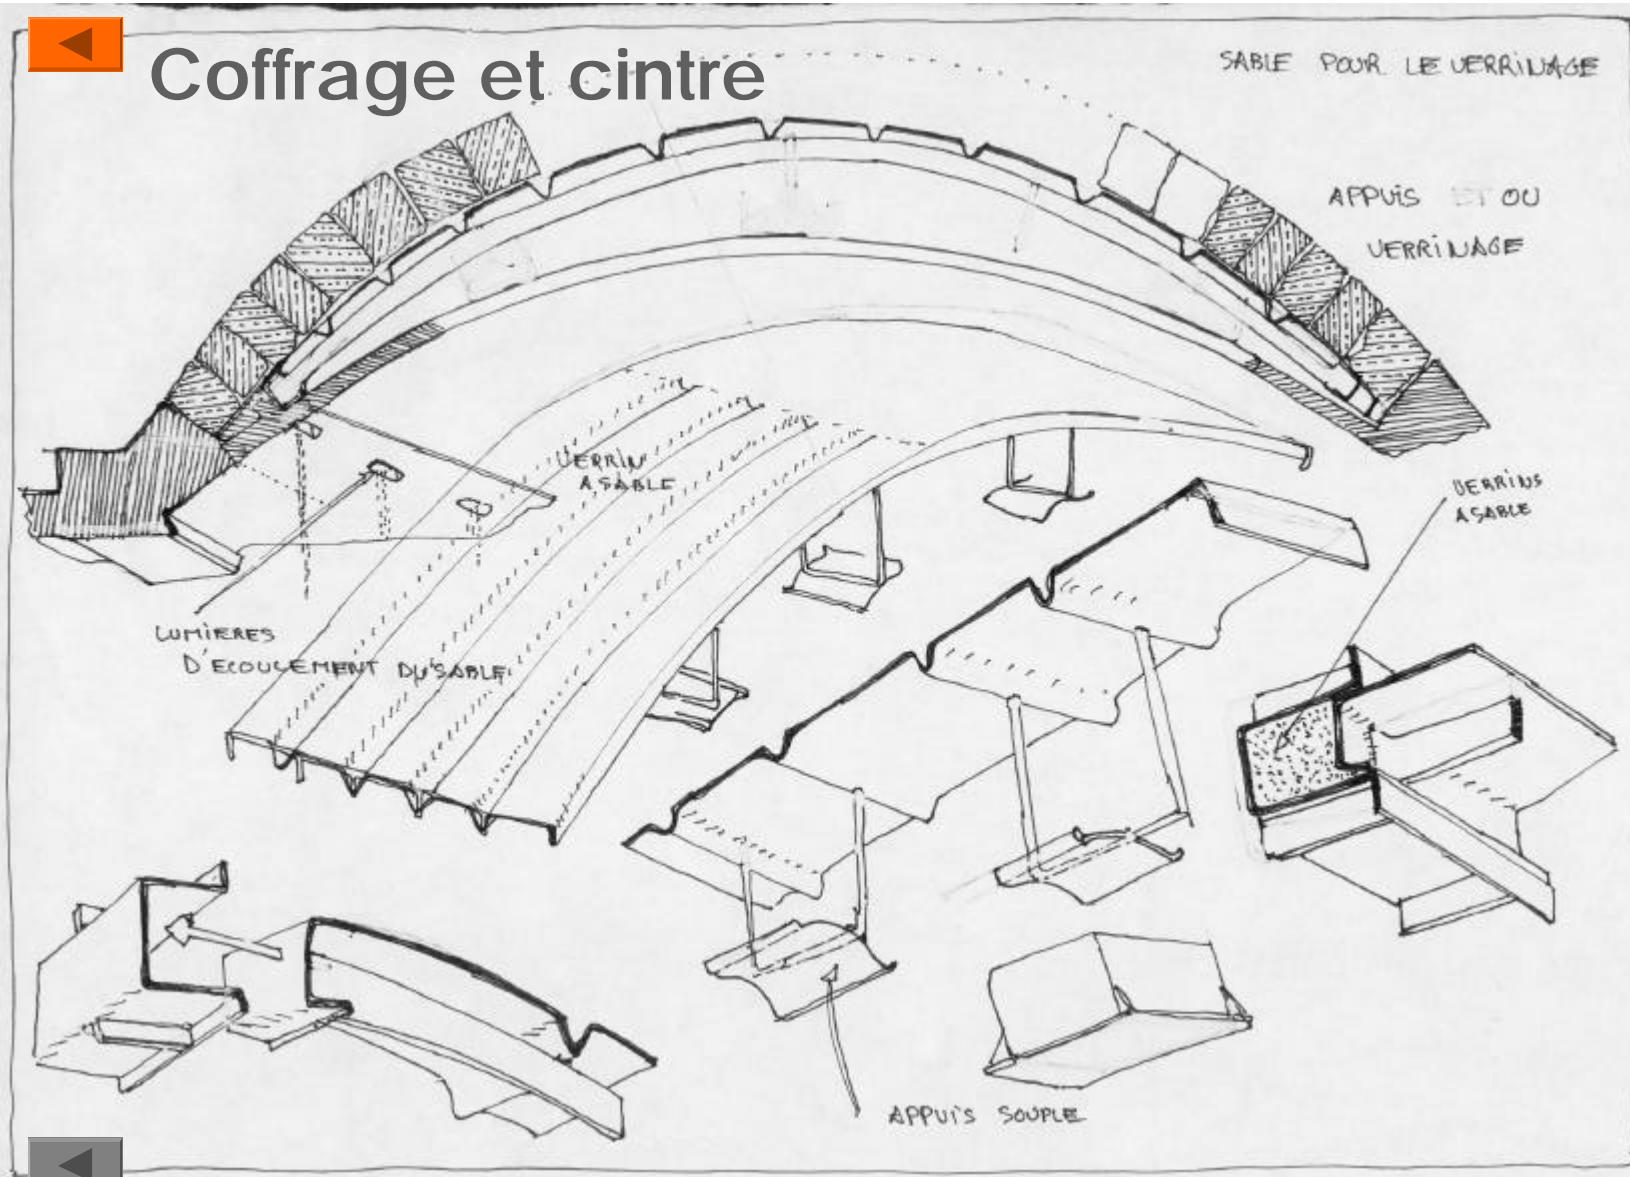 Coffrage et cintre
SABLE POUR LE VERRINAGE
APPUIS ET OU
VERRINAGE
VERRIN
A SABLE
VERRINS
A SABLE
LUMIERES
D'ECOULEMENT DU SABLE
APPUIS SOUPLE